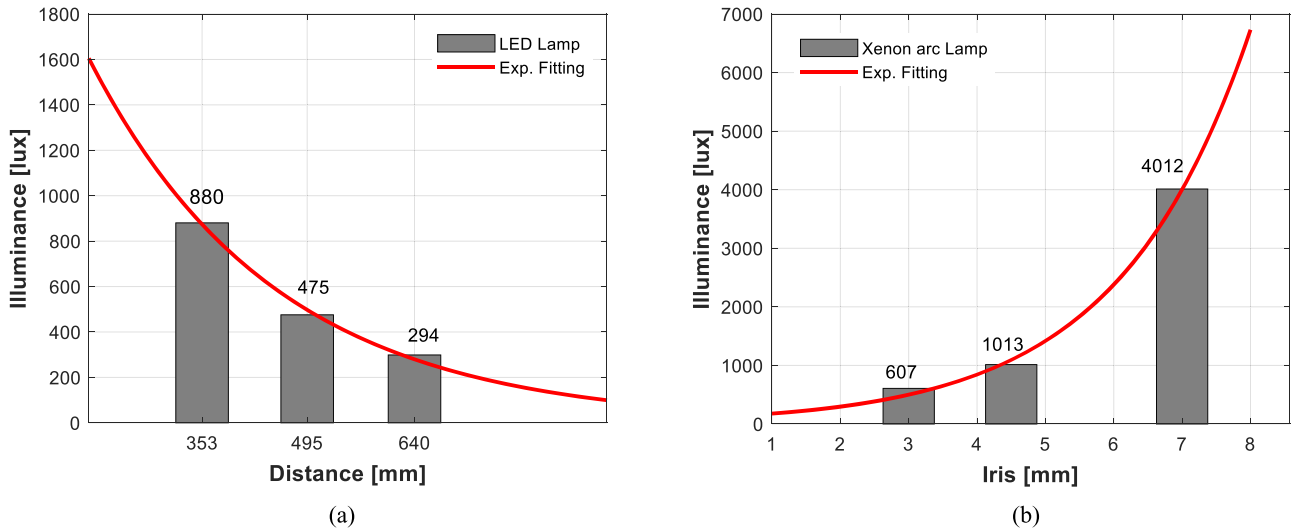 1800
1600
1400
1200
1000
800
600
400
200
0
Illuminance [lux]
LED Lamp
Exp. Fitting
880
475
294
353 495 640
Distance [mm]
(a)
7000
6000
5000
4000
3000
2000
1000
0
Illuminance [lux]
Xenon arc Lamp
Exp. Fitting
4012
1013
607
1 2 3 4 5 6 7 8
Iris [mm]
(b)